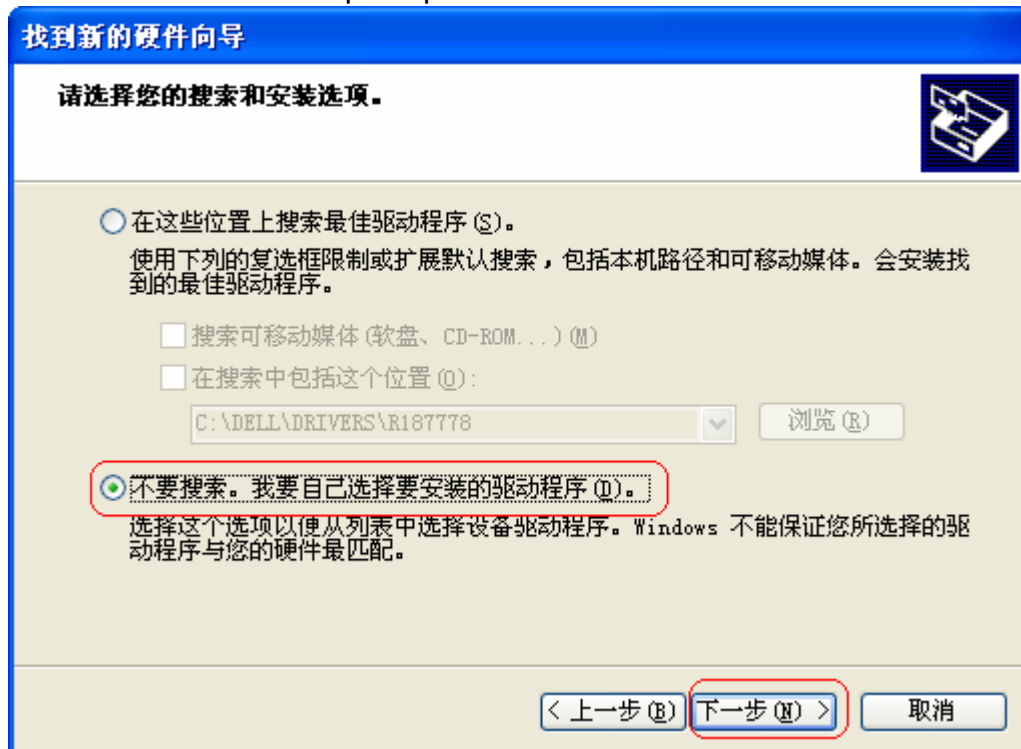 找到新的硬件向导
请选择您的搜索和安装选项。
在这些位置上搜索最佳驱动程序(S)。
使用下列的复选框限制或扩展默认搜索，包括本机路径和可移动媒体。会安装找
到的最佳驱动程序。
搜索可移动媒体(软盘、CD-ROM...)(M)
在搜索中包括这个位置(O):
C:\DELL\DRIVERS\R187778
浏览(R)
不要搜索。我要自己选择要安装的驱动程序(D)。
选择这个选项以便从列表中选择设备驱动程序。Windows 不能保证您所选择的驱
动程序与您的硬件最匹配。
< 上一步(B) 下一步(N) > 取消